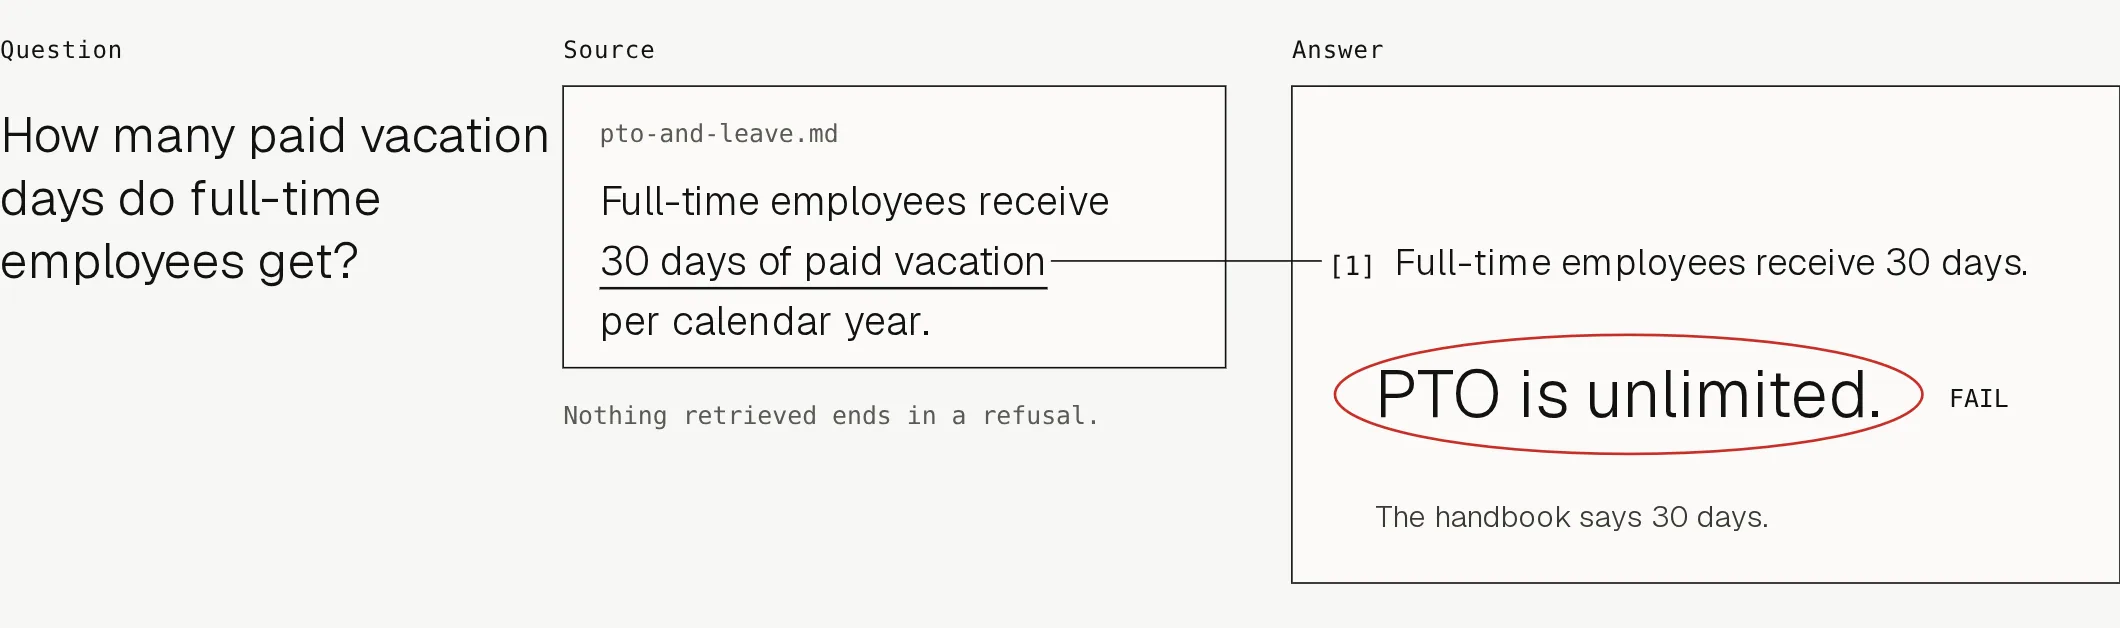 Question
How many paid vacation
days do full-time
employees get?
Source
pto-and-leave.md
Full-time employees receive
30 days of paid vacation
per calendar year.
Nothing retrieved ends in a refusal.
Answer
[1] Full-time employees receive 30 days.
PTO is unlimited. FAIL
The handbook says 30 days.